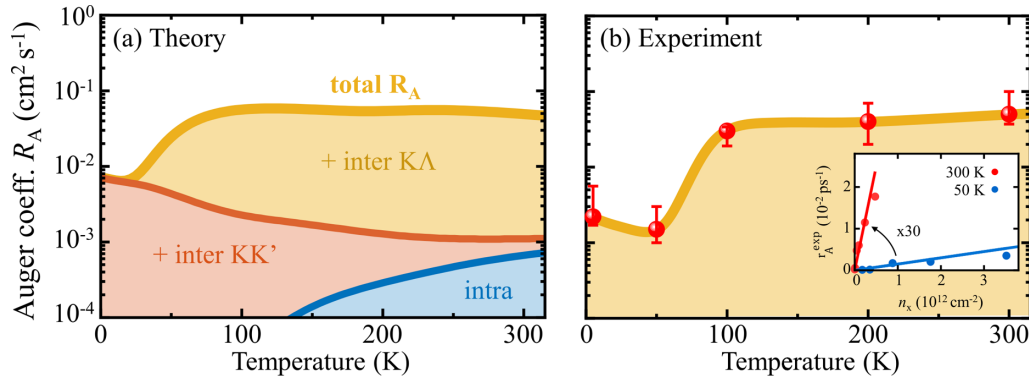 (a) Theory
total R_A
+ inter KΛ
+ inter KK'
intra
Auger coeff. R_A (cm² s⁻¹)
10⁻¹
10⁻²
10⁻³
10⁻⁴
0 100 200 300
Temperature (K)
(b) Experiment
300 K
50 K
x30
r_A^exp (10⁻² ps⁻¹)
2
1
0
0 1 2 3
n_x (10¹² cm⁻²)
0 100 200 300
Temperature (K)